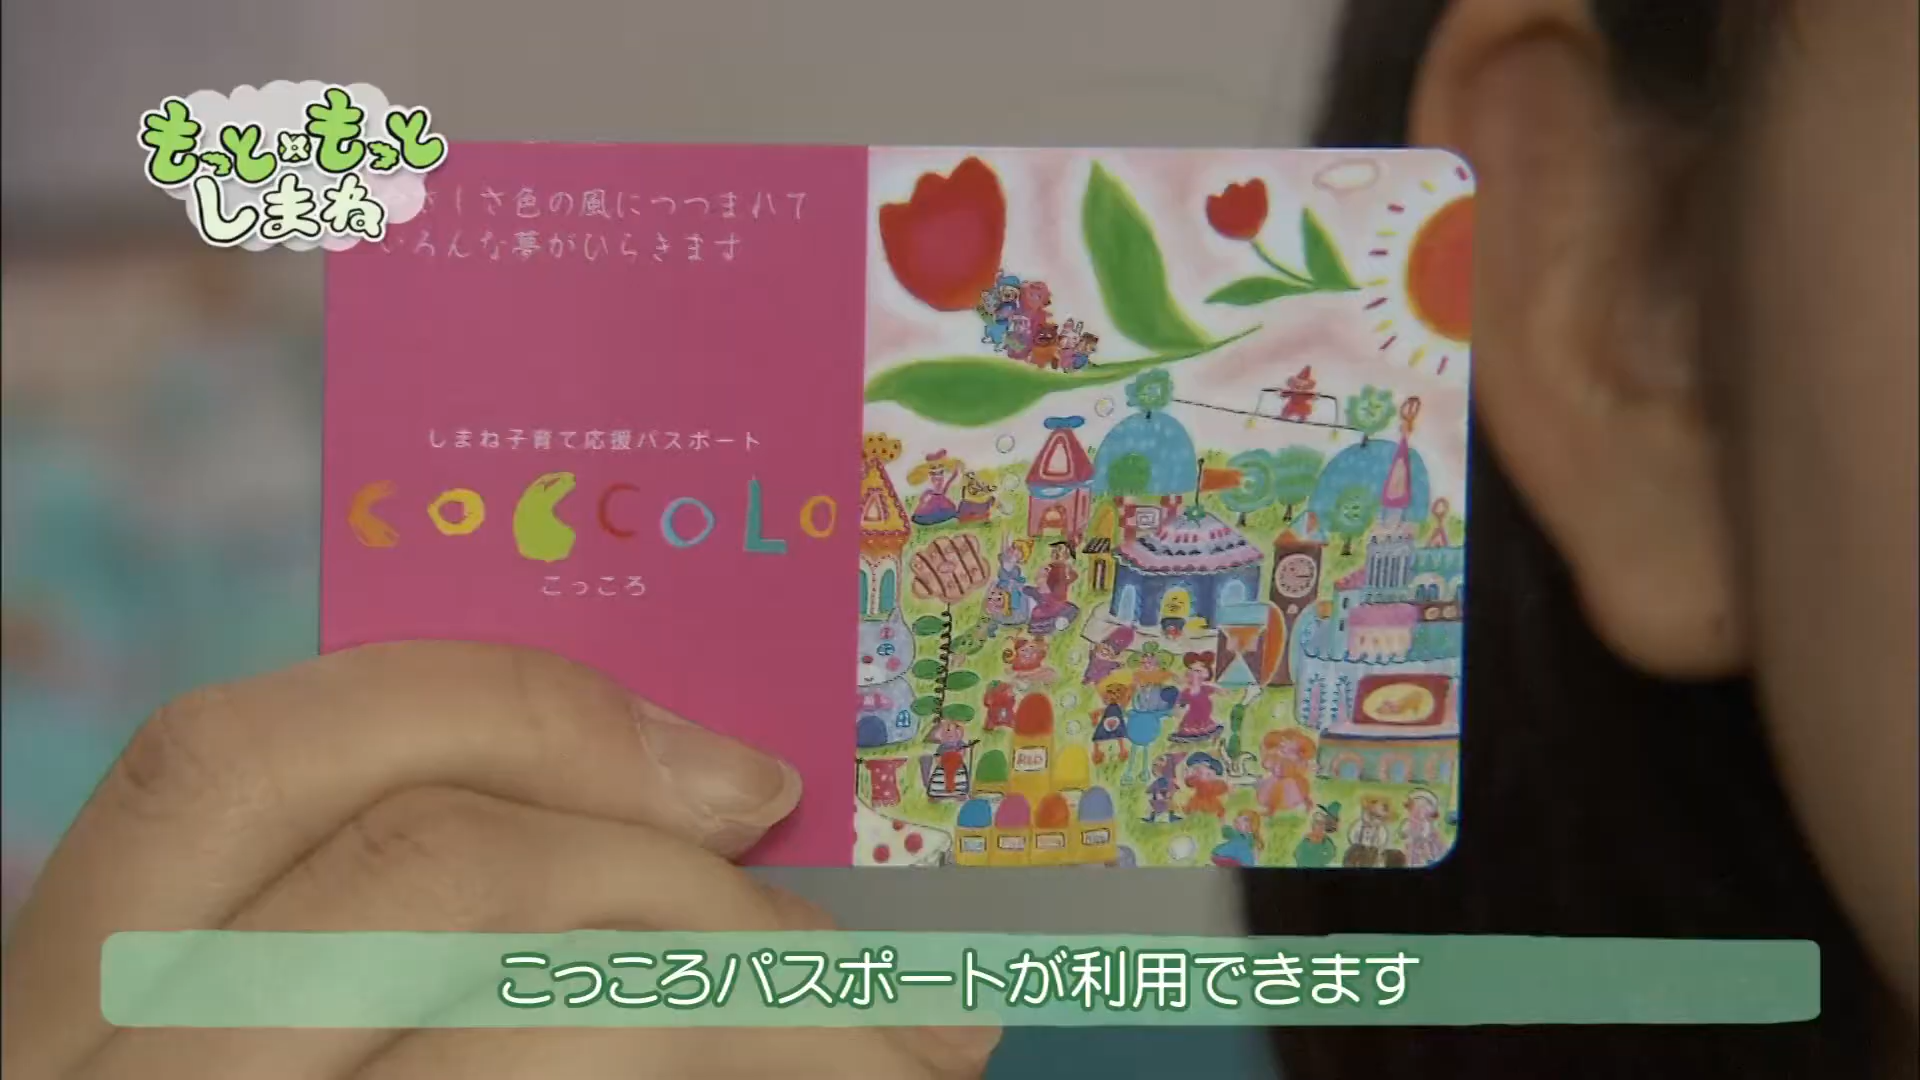 もっと×もっと
しまね
さしさ色の風につつまれて
いろんな夢がひらきます
しまね子育て応援パスポート
COCCOLO
こっころ
RED
こっころパスポートが利用できます